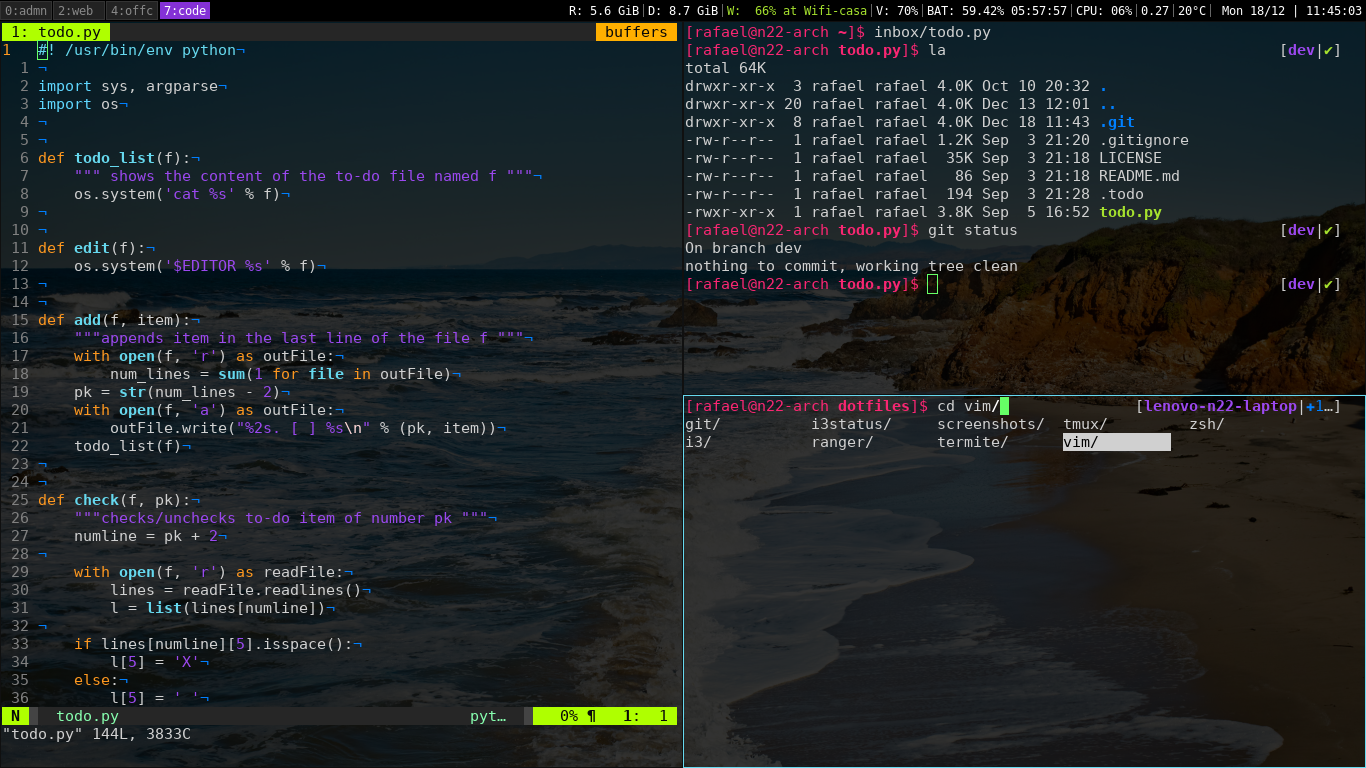 0:admn 2:web 4:offc 7:code R: 5.6 GiB|D: 8.7 GiB|W: 66% at Wifi-casa|V: 70%|BAT: 59.42% 05:57:57|CPU: 06%|0.27|20°C| Mon 18/12 | 11:45:03
1: todo.py buffers
1 #! /usr/bin/env python¬
1 ¬
2 import sys, argparse¬
3 import os¬
4 ¬
5 ¬
6 def todo_list(f):¬
7     """ shows the content of the to-do file named f """¬
8     os.system('cat %s' % f)¬
9 ¬
10 ¬
11 def edit(f):¬
12     os.system('$EDITOR %s' % f)¬
13 ¬
14 ¬
15 def add(f, item):¬
16     """appends item in the last line of the file f """¬
17     with open(f, 'r') as outFile:¬
18         num_lines = sum(1 for file in outFile)¬
19     pk = str(num_lines - 2)¬
20     with open(f, 'a') as outFile:¬
21         outFile.write("%2s. [ ] %s\n" % (pk, item))¬
22     todo_list(f)¬
23 ¬
24 ¬
25 def check(f, pk):¬
26     """checks/unchecks to-do item of number pk """¬
27     numline = pk + 2¬
28 ¬
29     with open(f, 'r') as readFile:¬
30         lines = readFile.readlines()¬
31         l = list(lines[numline])¬
32 ¬
33     if lines[numline][5].isspace():¬
34         l[5] = 'X'¬
35     else:¬
36         l[5] = ' '¬
N todo.py pyt… 0% ¶ 1: 1
"todo.py" 144L, 3833C
[rafael@n22-arch ~]$ inbox/todo.py
[rafael@n22-arch todo.py]$ la [dev|✔]
total 64K
drwxr-xr-x  3 rafael rafael 4.0K Oct 10 20:32 .
drwxr-xr-x 20 rafael rafael 4.0K Dec 13 12:01 ..
drwxr-xr-x  8 rafael rafael 4.0K Dec 18 11:43 .git
-rw-r--r--  1 rafael rafael 1.2K Sep  3 21:20 .gitignore
-rw-r--r--  1 rafael rafael  35K Sep  3 21:18 LICENSE
-rw-r--r--  1 rafael rafael   86 Sep  3 21:18 README.md
-rw-r--r--  1 rafael rafael  194 Sep  3 21:28 .todo
-rwxr-xr-x  1 rafael rafael 3.8K Sep  5 16:52 todo.py
[rafael@n22-arch todo.py]$ git status [dev|✔]
On branch dev
nothing to commit, working tree clean
[rafael@n22-arch todo.py]$ [dev|✔]
[rafael@n22-arch dotfiles]$ cd vim/ [lenovo-n22-laptop|+1…]
git/ i3status/ screenshots/ tmux/ zsh/
i3/ ranger/ termite/ vim/